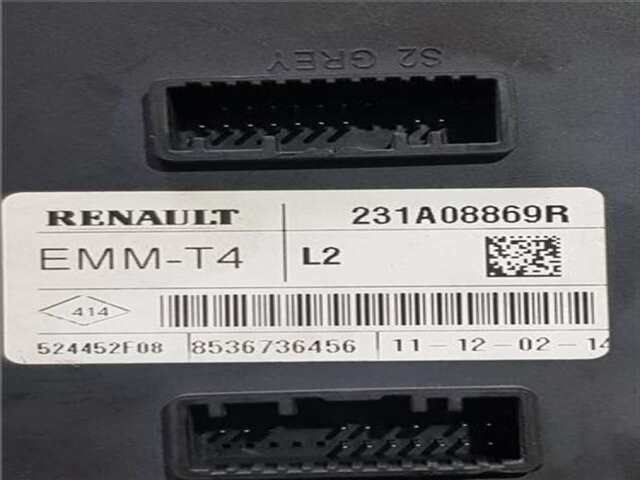 S2 GREY
RENAULT 231A08869R
EMM-T4 L2
414
524452F08 8536736456 11-12-02-14